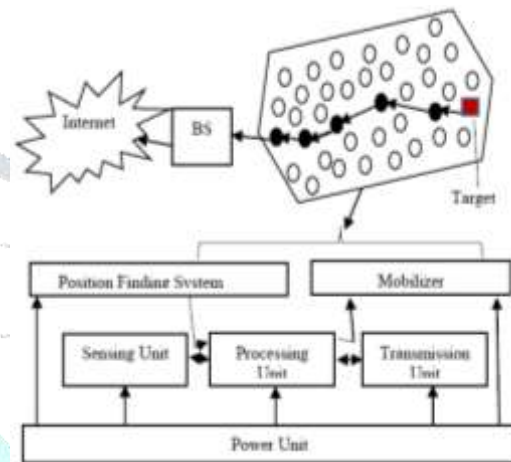 Internet
BS
Target
Position Finding System
Mobilizer
Sensing Unit
Processing
Unit
Transmission
Unit
Power Unit